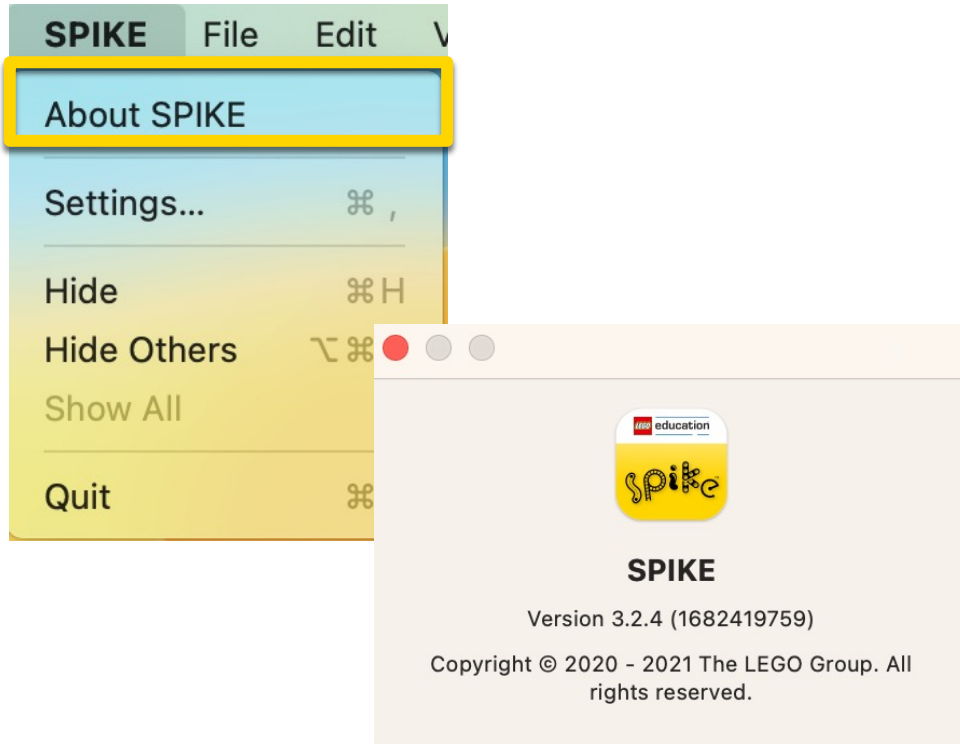 SPIKE File Edit
About SPIKE
Settings... ⌘ ,
Hide ⌘ H
Hide Others ⌥ ⌘
Show All
Quit ⌘
LEGO education
spike™
SPIKE
Version 3.2.4 (1682419759)
Copyright © 2020 - 2021 The LEGO Group. All
rights reserved.